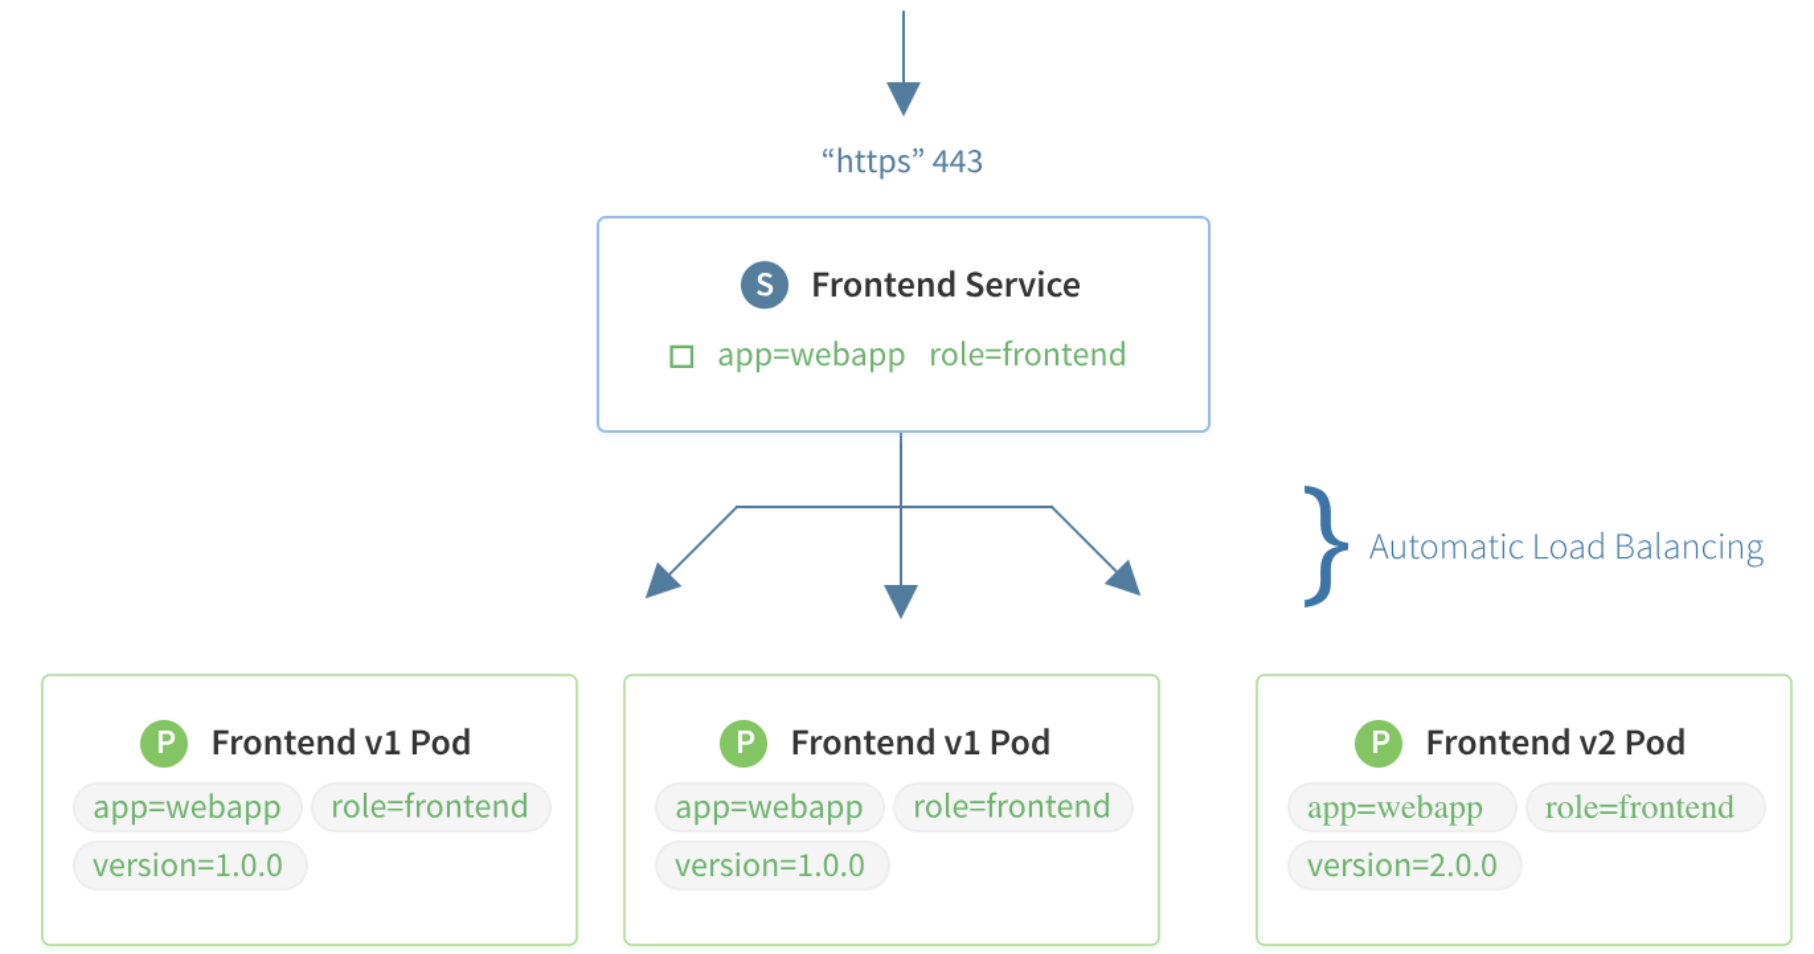 “https” 443
S Frontend Service
app=webapp role=frontend
Automatic Load Balancing
P Frontend v1 Pod
app=webapp role=frontend
version=1.0.0
P Frontend v1 Pod
app=webapp role=frontend
version=1.0.0
P Frontend v2 Pod
app=webapp role=frontend
version=2.0.0